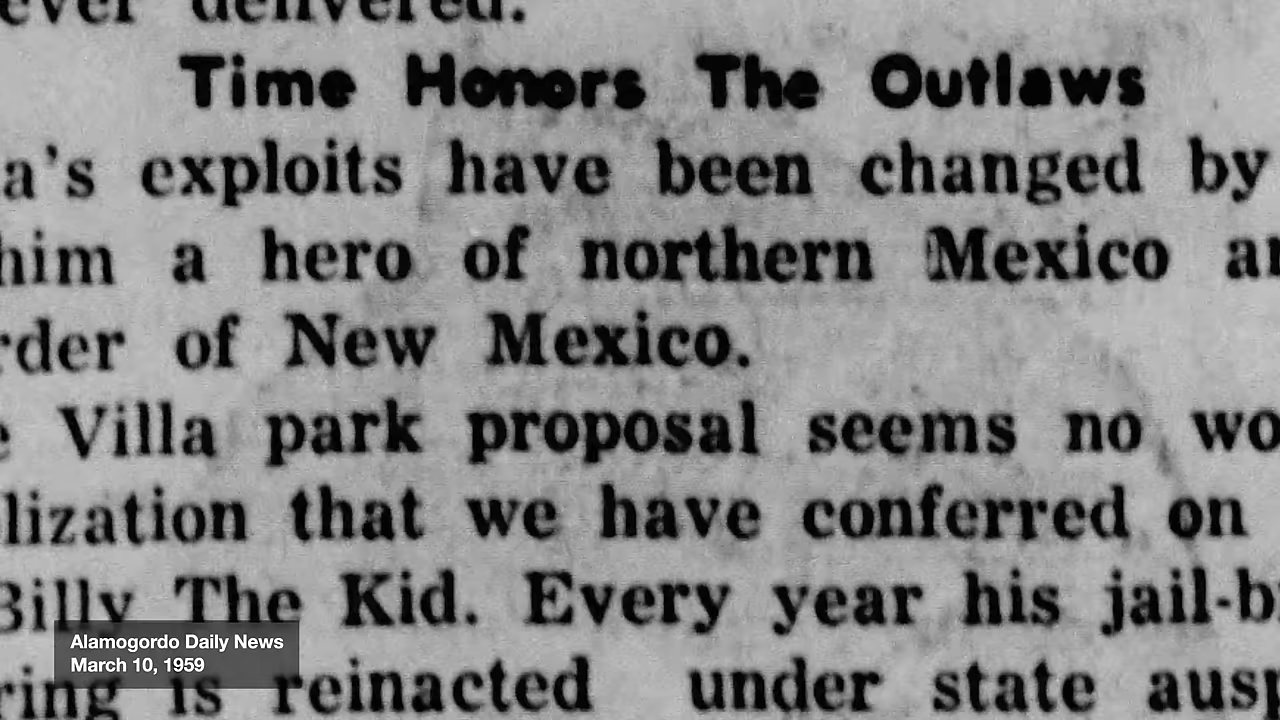 ever delivered.
Time Honors The Outlaws
a's exploits have been changed by
him a hero of northern Mexico an
rder of New Mexico.
e Villa park proposal seems no wo
lization that we have conferred on
Billy The Kid. Every year his jail-b
ring is reinacted under state ausp
Alamogordo Daily News
March 10, 1959